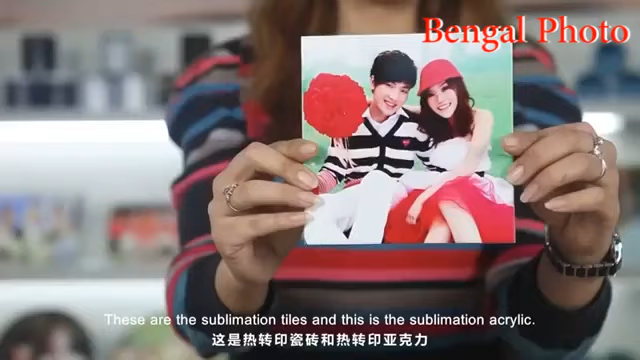 Bengal Photo
These are the sublimation tiles and this is the sublimation acrylic.
这是热转印瓷砖和热转印亚克力